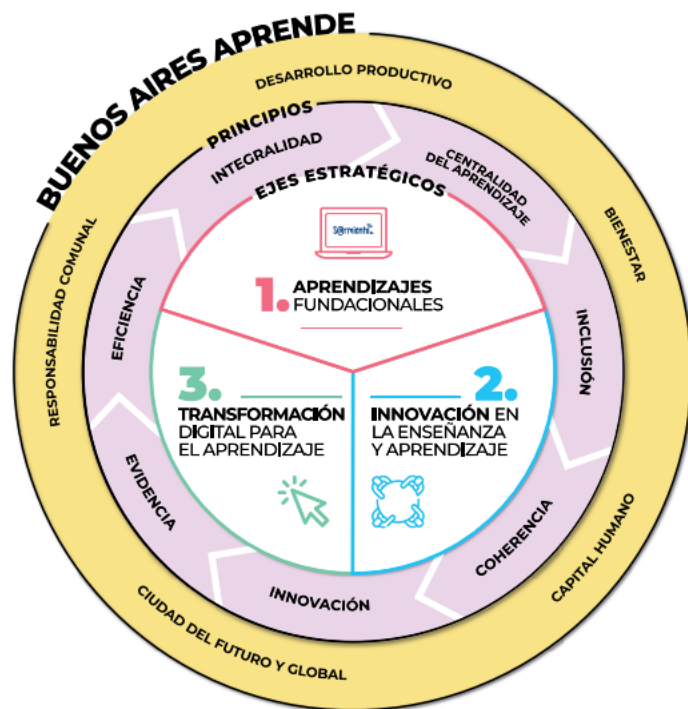 BUENOS AIRES APRENDE
DESARROLLO PRODUCTIVO
BIENESTAR
CAPITAL HUMANO
CIUDAD DEL FUTURO Y GLOBAL
RESPONSABILIDAD COMUNAL
PRINCIPIOS
INTEGRALIDAD
CENTRALIDAD
DEL APRENDIZAJE
INCLUSIÓN
COHERENCIA
INNOVACIÓN
EVIDENCIA
EFICIENCIA
EJES ESTRATÉGICOS
1. APRENDIZAJES
FUNDACIONALES
2.
INNOVACIÓN EN
LA ENSEÑANZA
Y APRENDIZAJE
3.
TRANSFORMACIÓN
DIGITAL PARA
EL APRENDIZAJE